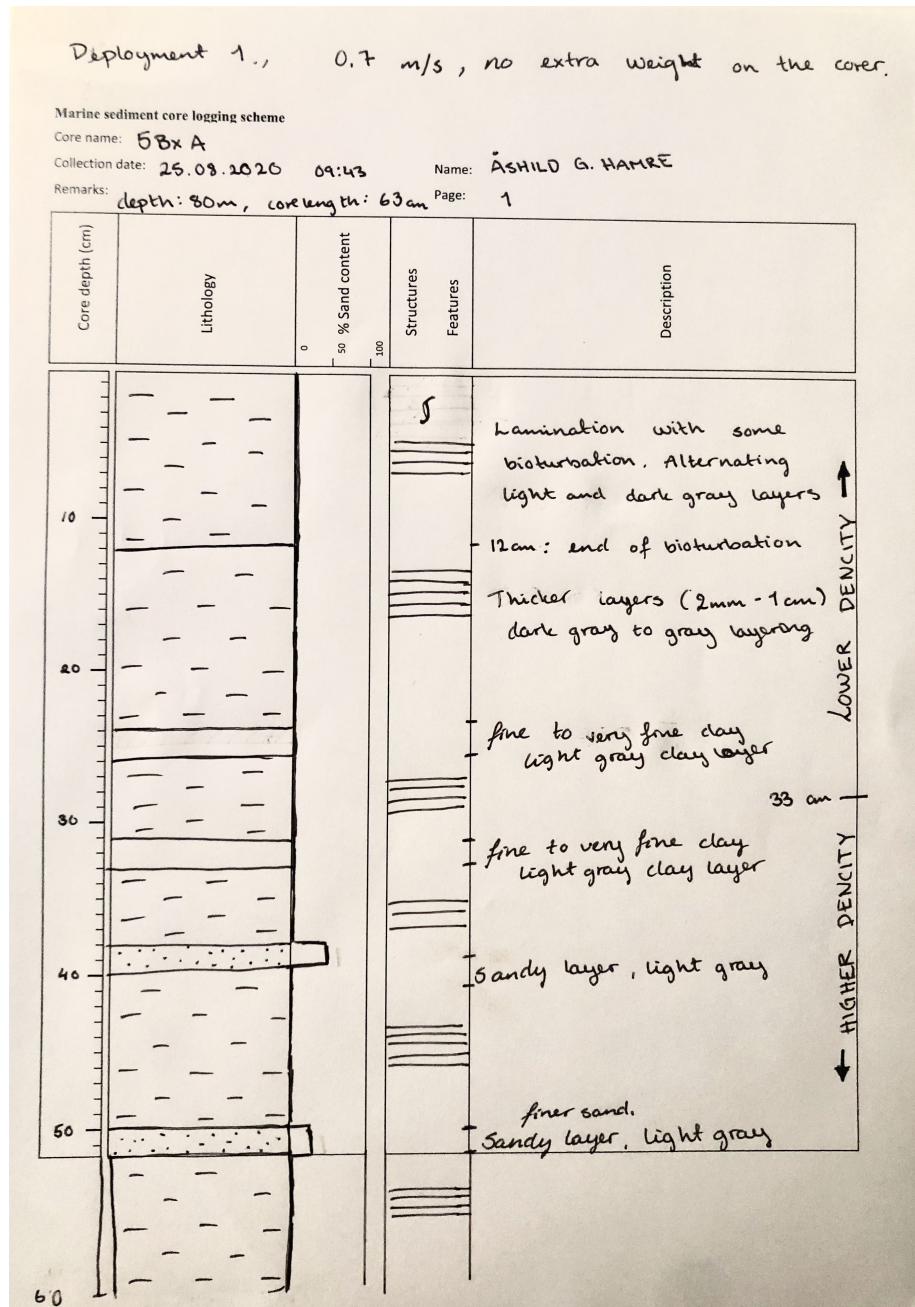 Deployment 1., 0.7 m/s, no extra weight on the corer.
Marine sediment core logging scheme
Core name: 5Bx A
Collection date: 25.08.2020 09:43 Name: ÅSHILD G. HAMRE
Remarks: depth: 80m, core length: 63cm Page: 1
Core depth (cm)
Lithology
% Sand content
0
50
100
Structures
Features
Description
Lamination with some
bioturbation. Alternating
light and dark gray layers
10
12cm: end of bioturbation
Thicker layers (2mm - 1cm)
dark gray to gray layering
LOWER DENCITY
20
fine to very fine clay
light gray clay layer
33 cm
30
fine to very fine clay
light gray clay layer
HIGHER DENCITY
40
Sandy layer, light gray
finer sand.
50
Sandy layer, light gray
60